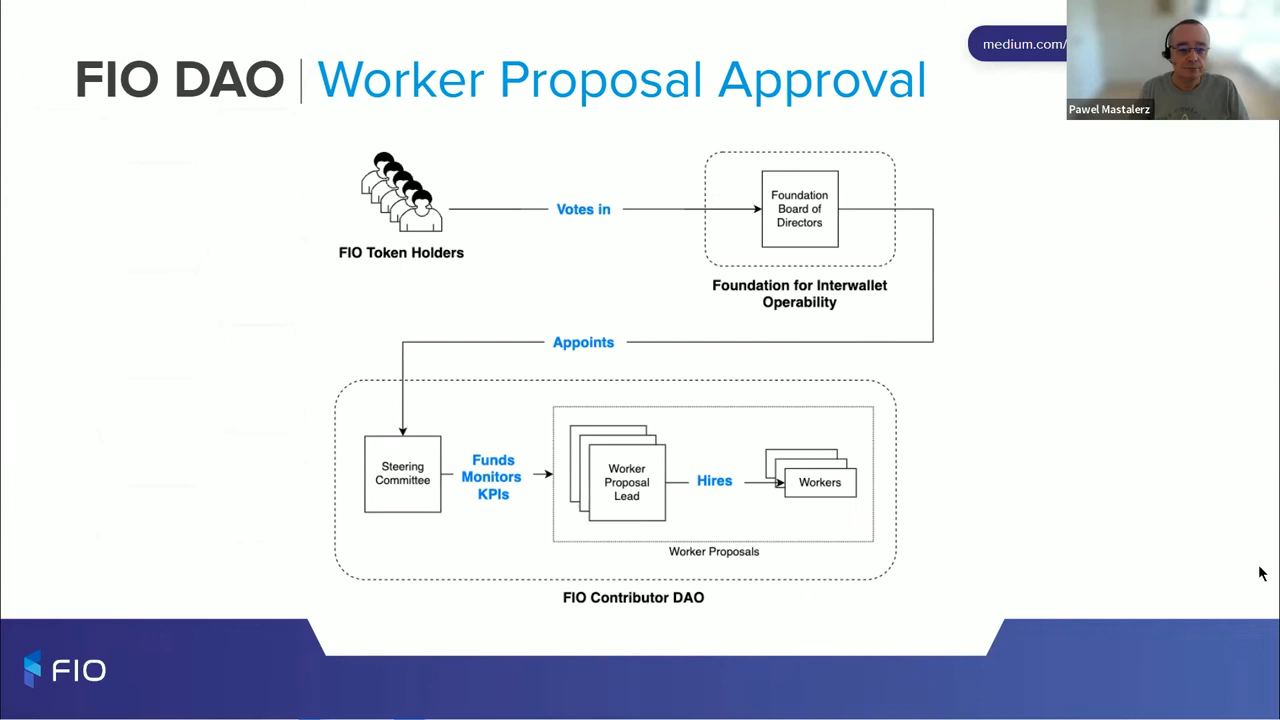 FIO DAO | Worker Proposal Approval
medium.com/
Pawel Mastalerz
Votes in
Foundation
Board of
Directors
FIO Token Holders
Foundation for Interwallet
Operability
Appoints
Steering
Committee
Funds
Monitors
KPIs
Worker
Proposal
Lead
Hires
Workers
Worker Proposals
FIO Contributor DAO
FIO